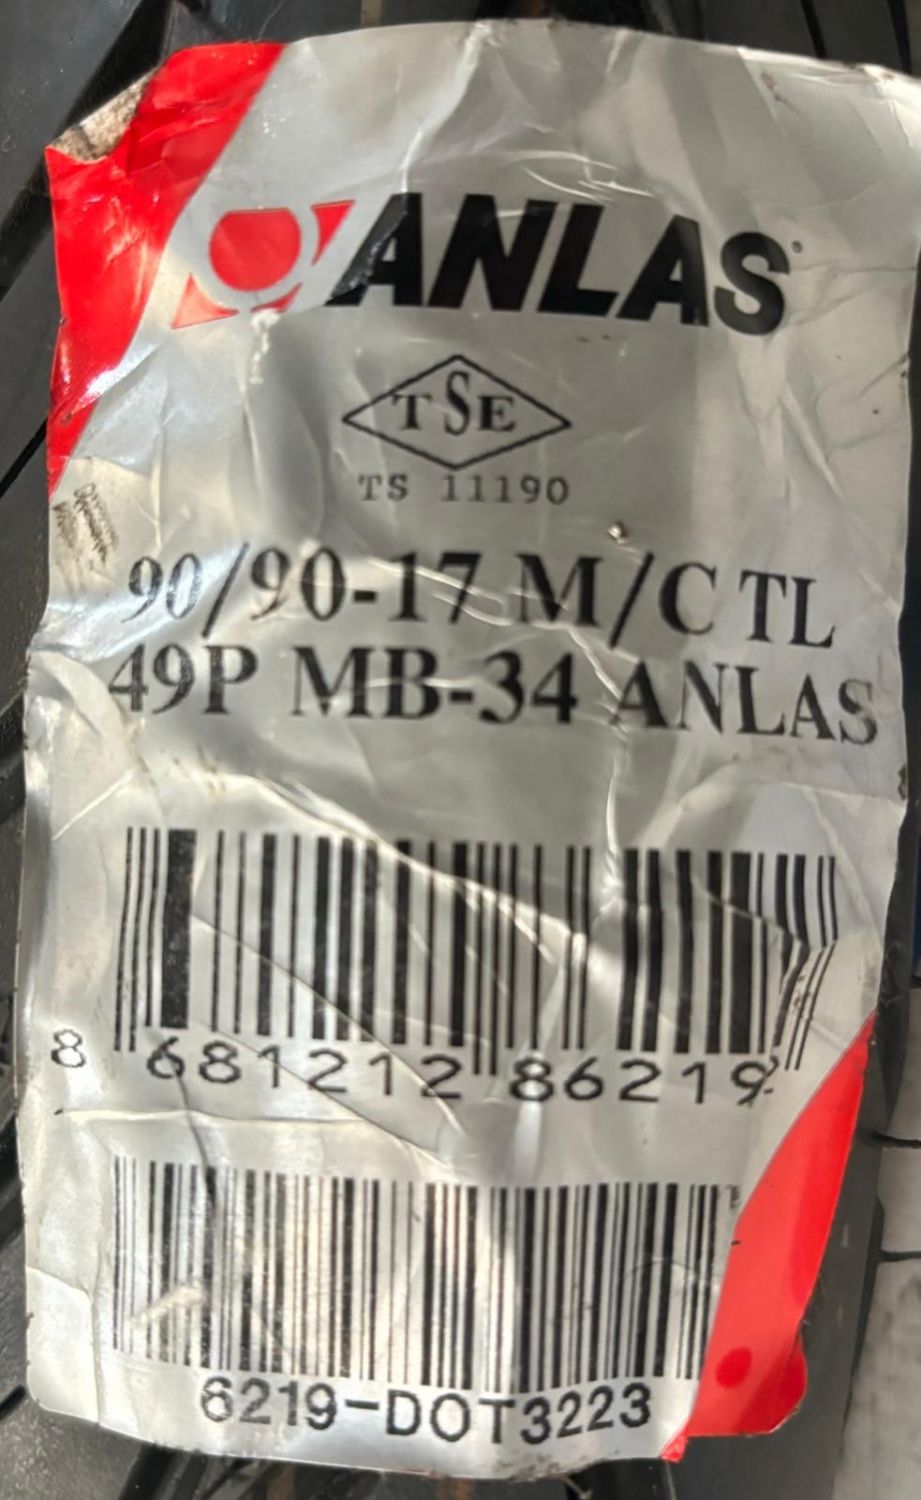 ANLAS
TSE
TS 11190
90/90-17 M/C TL
49P MB-34 ANLAS
8 681212 86219
6219-DOT3223